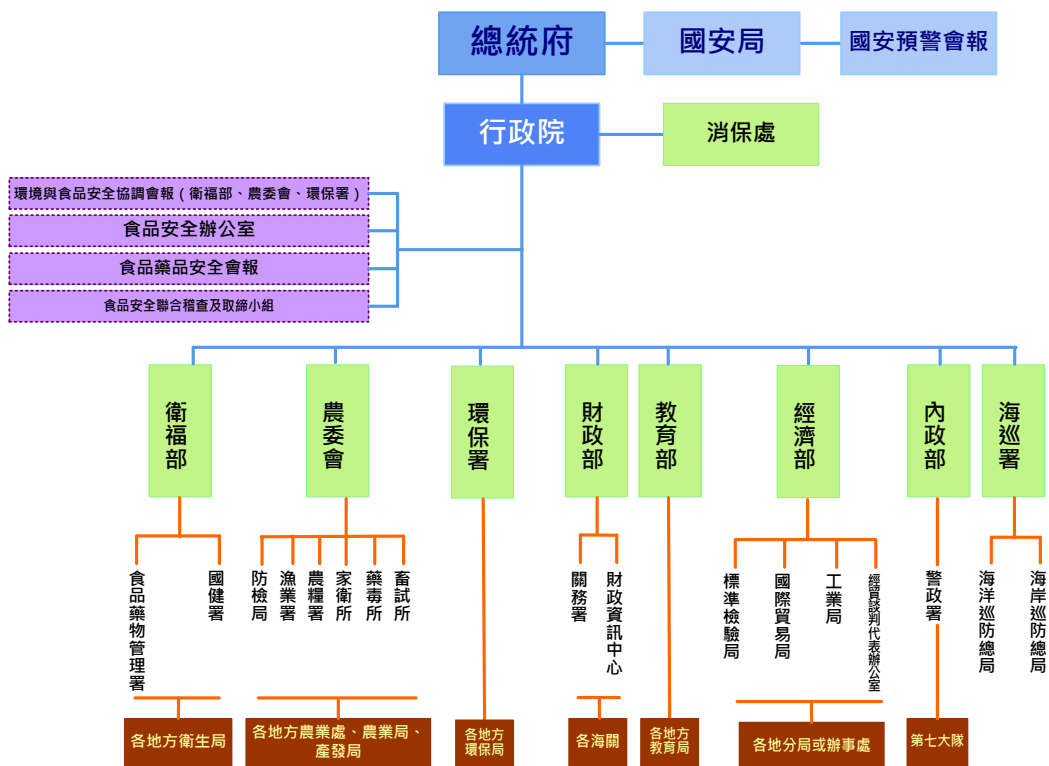 總統府
國安局
國安預警會報
行政院
消保處
環境與食品安全協調會報（衛福部、農委會、環保署）
食品安全辦公室
食品藥品安全會報
食品安全聯合稽查及取締小組
衛福部
農委會
環保署
財政部
教育部
經濟部
內政部
海巡署
食品藥物管理署
國健署
防檢局
漁業署
農糧署
家衛所
藥毒所
畜試所
關務署
財政資訊中心
標準檢驗局
國際貿易局
工業局
經貿談判代表辦公室
警政署
海洋巡防總局
海岸巡防總局
各地方衛生局
各地方農業處、農業局、
產發局
各地方
環保局
各海關
各地方
教育局
各地分局或辦事處
第七大隊